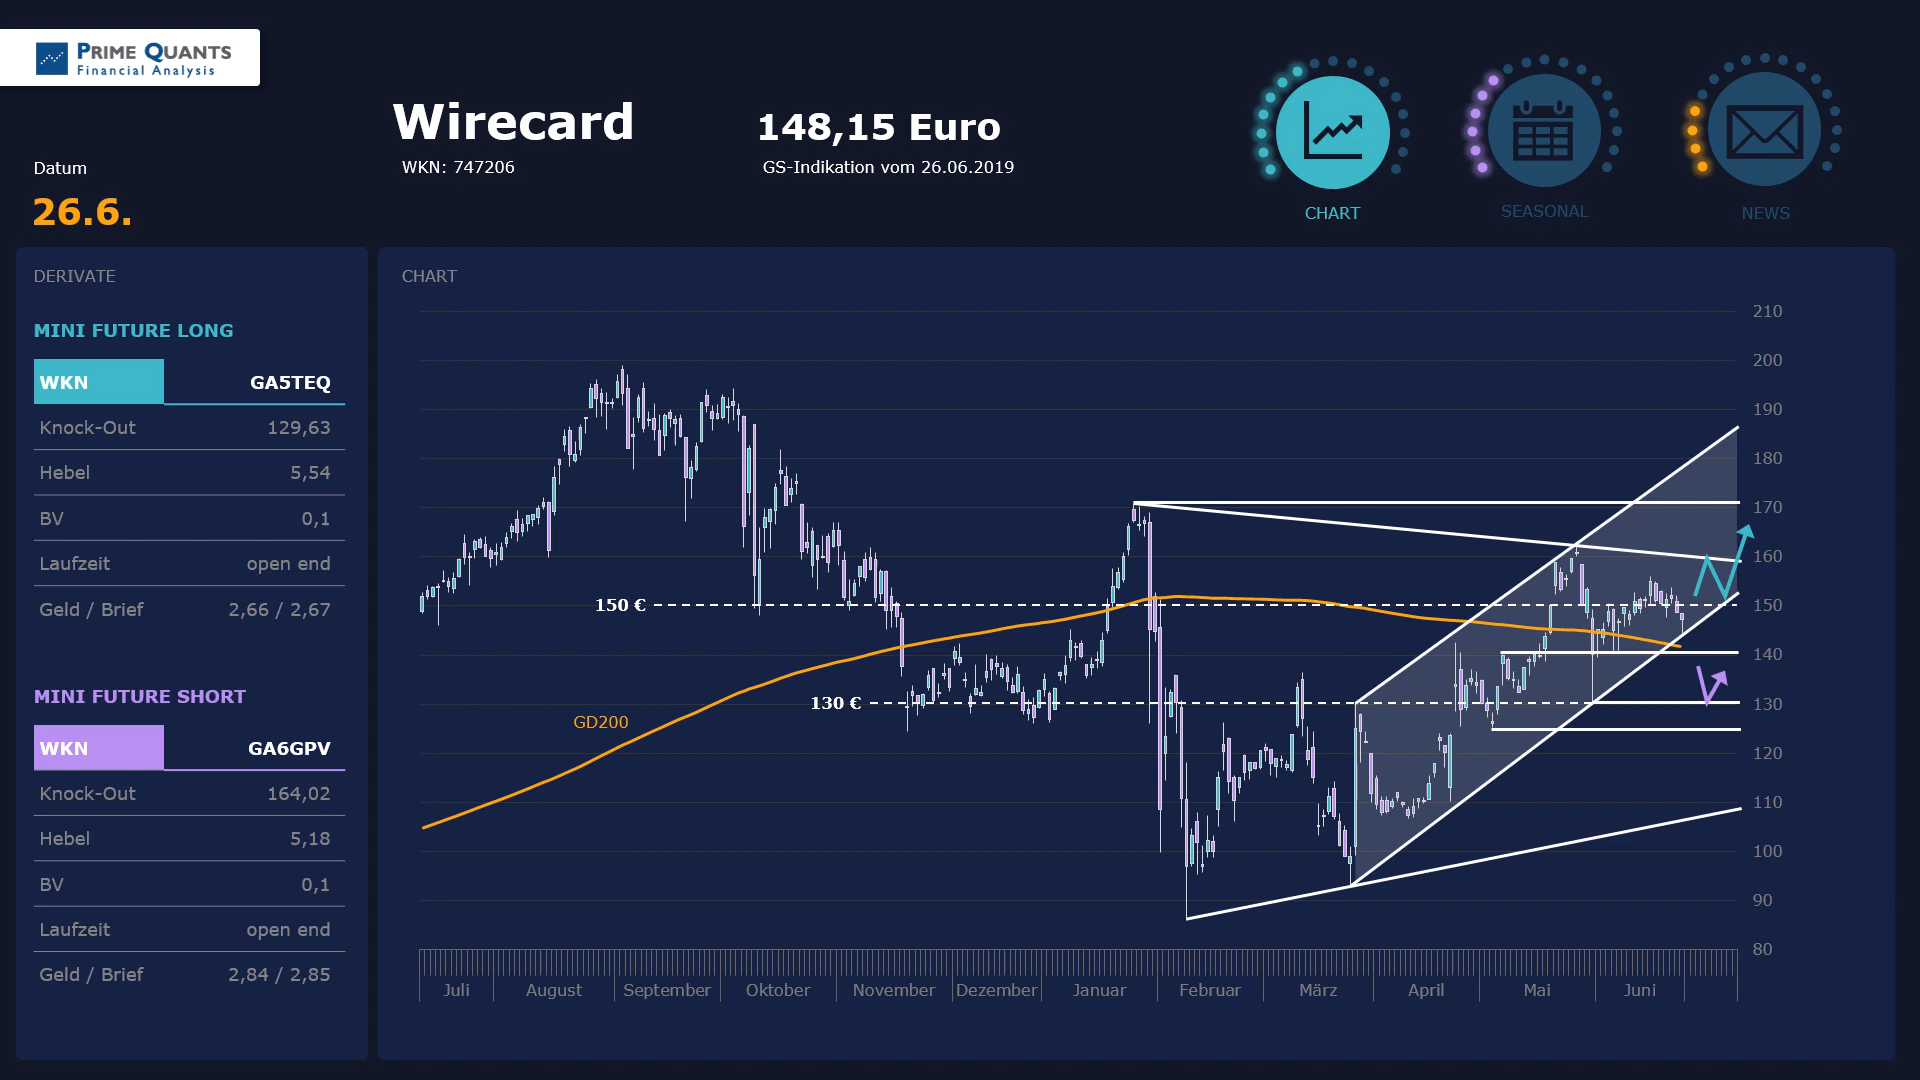 PRIME QUANTS
Financial Analysis
Wirecard
148,15 Euro
WKN: 747206
GS-Indikation vom 26.06.2019
Datum
26.6.
CHART
SEASONAL
NEWS
DERIVATE
MINI FUTURE LONG
WKN GA5TEQ
Knock-Out 129,63
Hebel 5,54
BV 0,1
Laufzeit open end
Geld / Brief 2,66 / 2,67
MINI FUTURE SHORT
WKN GA6GPV
Knock-Out 164,02
Hebel 5,18
BV 0,1
Laufzeit open end
Geld / Brief 2,84 / 2,85
CHART
210
200
190
180
170
160
150
140
130
120
110
100
90
80
150 €
130 €
GD200
Juli August September Oktober November Dezember Januar Februar März April Mai Juni